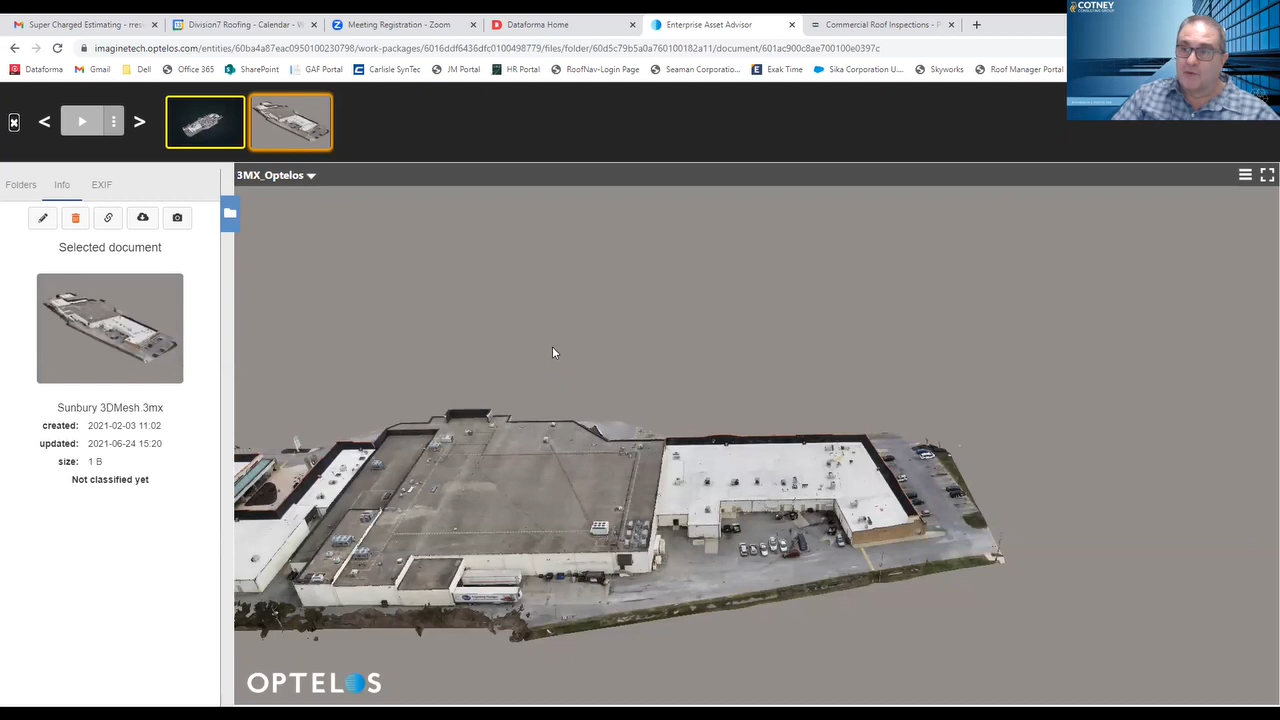 Super Charged Estimating - rres
Division7 Roofing - Calendar - W
Meeting Registration - Zoom
Dataforma Home
Enterprise Asset Advisor
Commercial Roof Inspections - P
imaginetech.optelos.com/entities/60ba4a87eac0950100230798/work-packages/6016ddf6436dfc0100498779/files/folder/60d5c79b5a0a760100182a11/document/601ac900c8ae700100e0397c
Dataforma
Gmail
Dell
Office 365
SharePoint
GAF Portal
Carlisle SynTec
JM Portal
HR Portal
RoofNav-Login Page
Seaman Corporatio...
Exak Time
Sika Corporation U....
Skyworks
Roof Manager Portal
COTNEY
CONSULTING GROUP
3MX_Optelos
Folders
Info
EXIF
Selected document
Sunbury 3DMesh.3mx
created: 2021-02-03 11:02
updated: 2021-06-24 15:20
size: 1 B
Not classified yet
OPTELOS